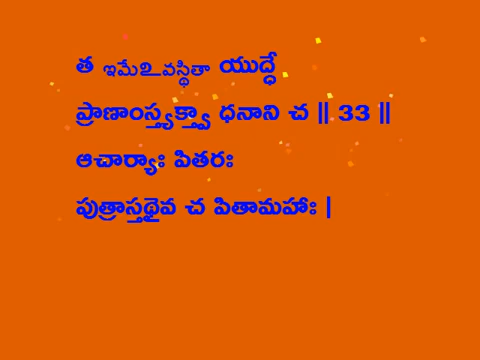 త ఇమేఽవస్థితా యుద్ధే
ప్రాణాంస్త్యక్త్వా ధనాని చ || 33 ||
ఆచార్యాః పితరః
పుత్రాస్తథైవ చ పితామహాః |